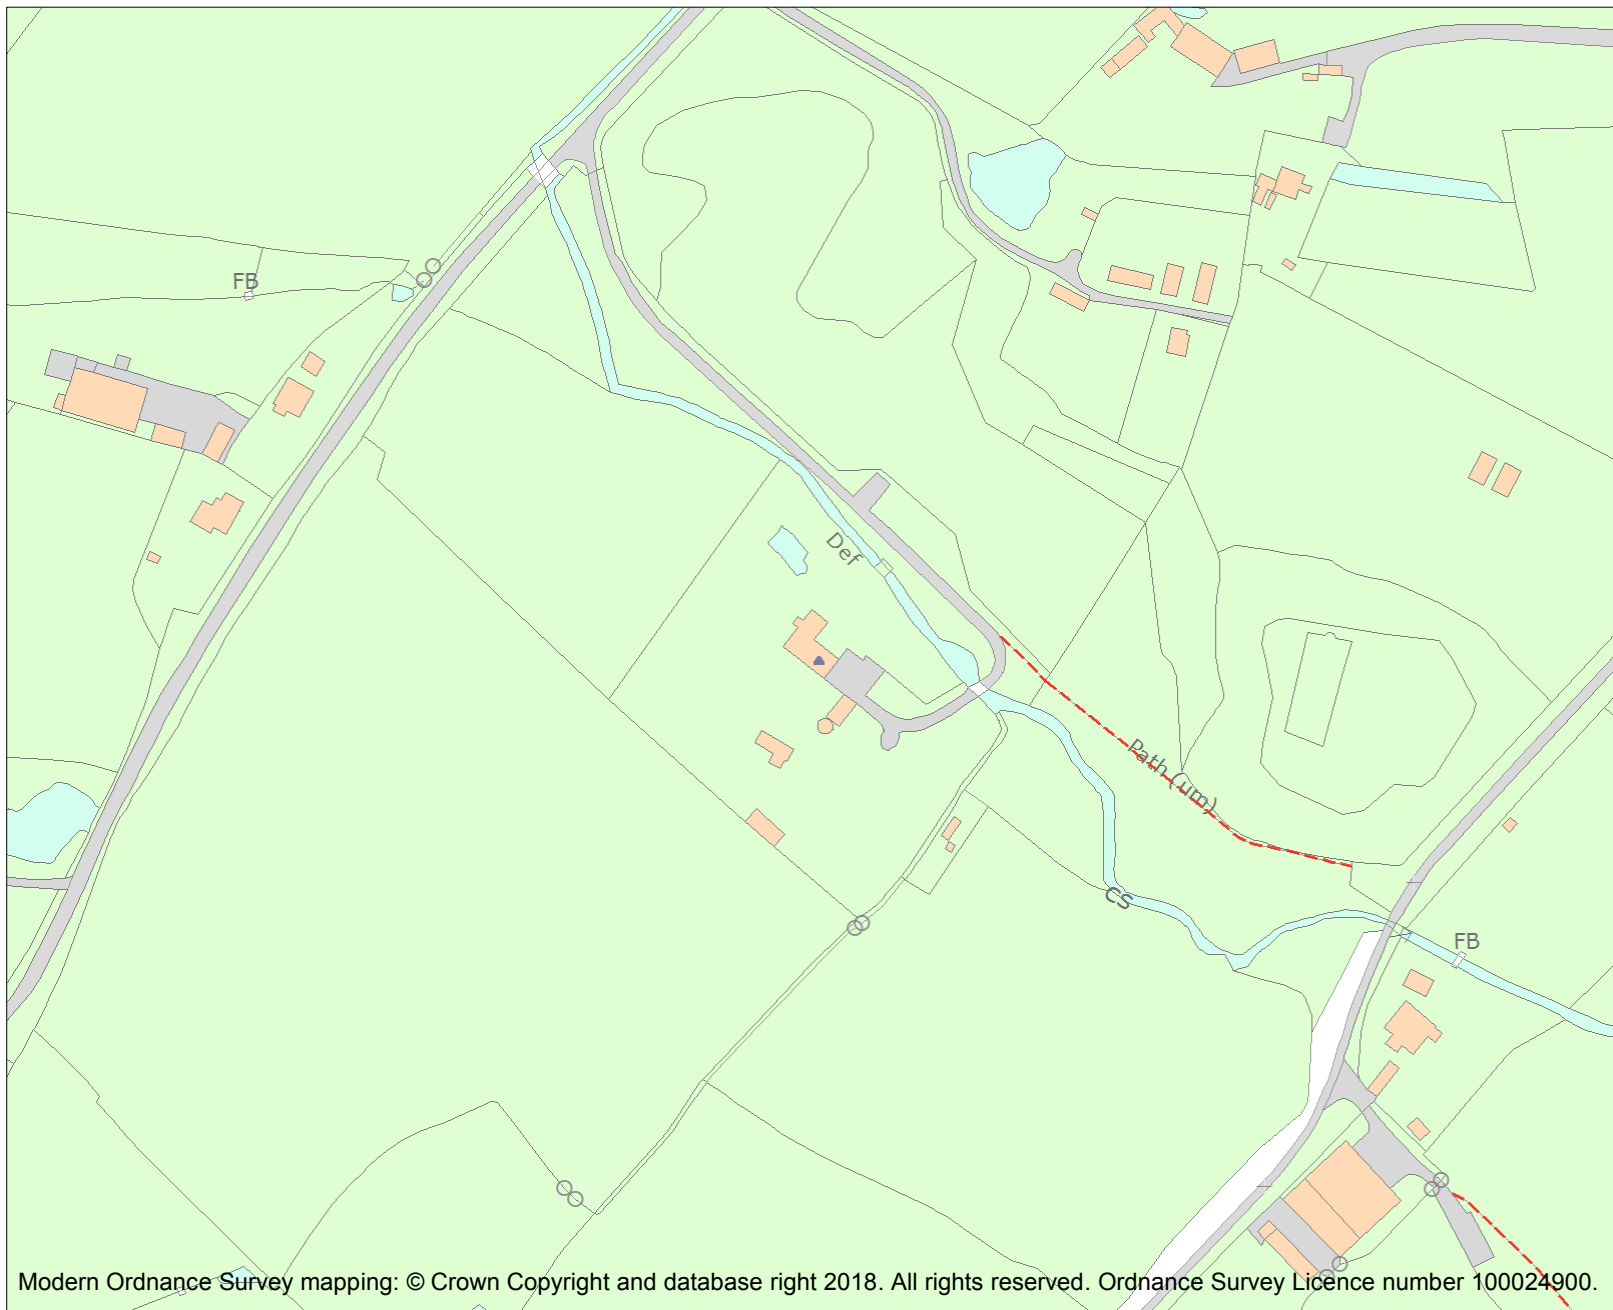 FB
Def
Path (um)
CS
FB
Modern Ordnance Survey mapping: © Crown Copyright and database right 2018. All rights reserved. Ordnance Survey Licence number 100024900.